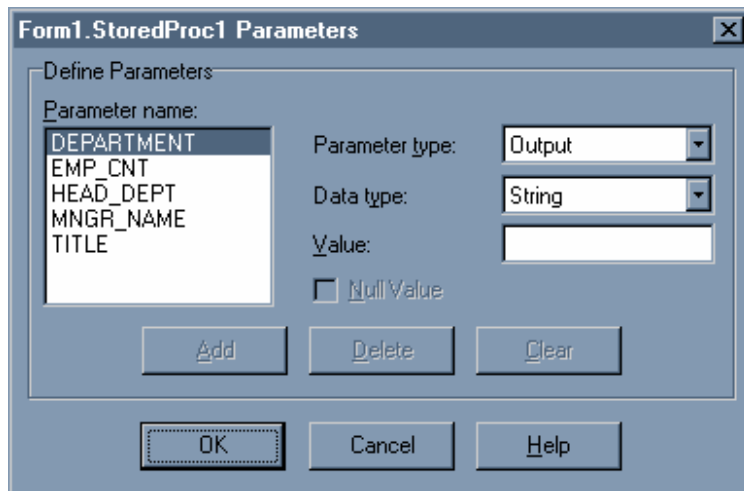 Form1.StoredProc1 Parameters
Define Parameters
Parameter name:
DEPARTMENT
EMP_CNT
HEAD_DEPT
MNGR_NAME
TITLE
Parameter type: Output
Data type: String
Value:
Null Value
Add Delete Clear
OK Cancel Help